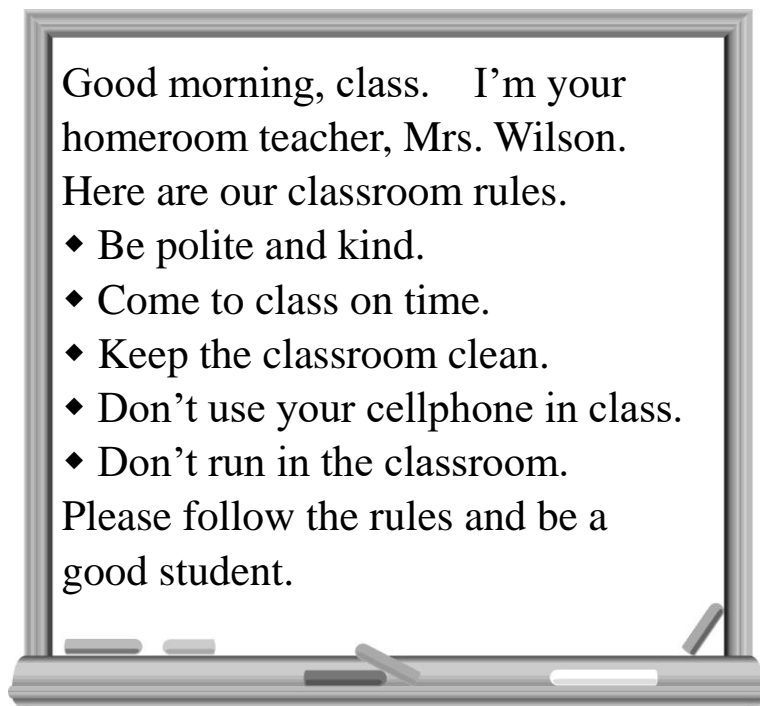 Good morning, class. I’m your
homeroom teacher, Mrs. Wilson.
Here are our classroom rules.
◆ Be polite and kind.
◆ Come to class on time.
◆ Keep the classroom clean.
◆ Don’t use your cellphone in class.
◆ Don’t run in the classroom.
Please follow the rules and be a
good student.